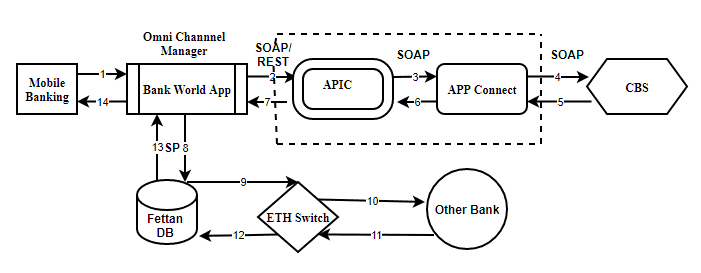 Omni Channnel
Manager
SOAP/
REST
SOAP
SOAP
Mobile
Banking
1
14
Bank World App
2
7
APIC
3
6
APP Connect
4
5
CBS
13 SP 8
Fettan
DB
9
12
ETH Switch
10
11
Other Bank